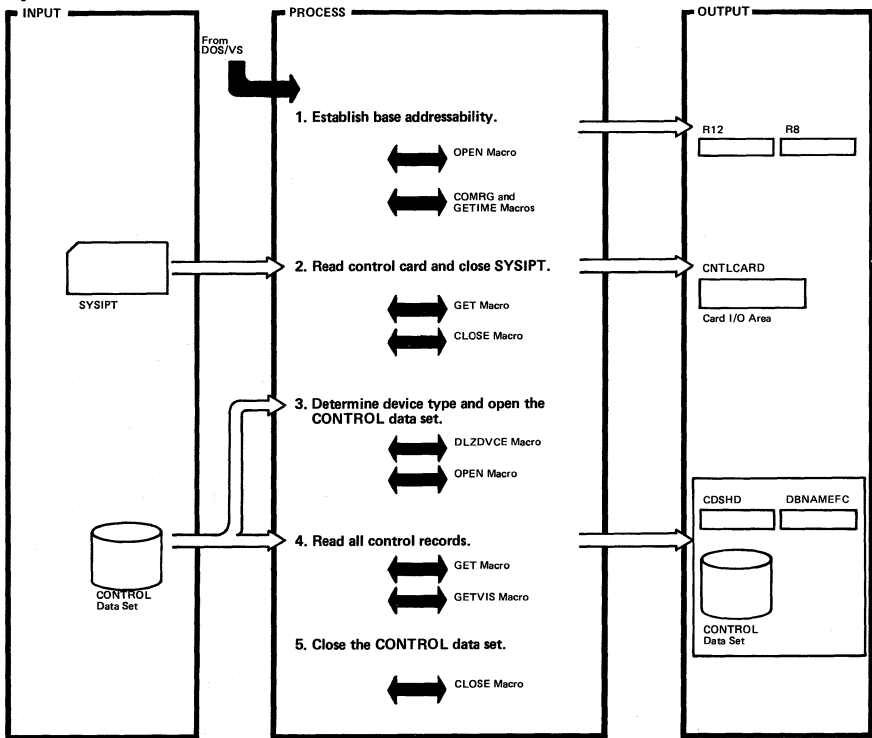 INPUT
PROCESS
OUTPUT
From
DOS/VS
1. Establish base addressability.
R12
R8
OPEN Macro
COMRG and
GETIME Macros
2. Read control card and close SYSIPT.
CNTLCARD
SYSIPT
GET Macro
Card I/O Area
CLOSE Macro
3. Determine device type and open the
CONTROL data set.
DLZDVCE Macro
OPEN Macro
CDSHD
DBNAMEFC
4. Read all control records.
GET Macro
CONTROL
Data Set
GETVIS Macro
CONTROL
Data Set
5. Close the CONTROL data set.
CLOSE Macro